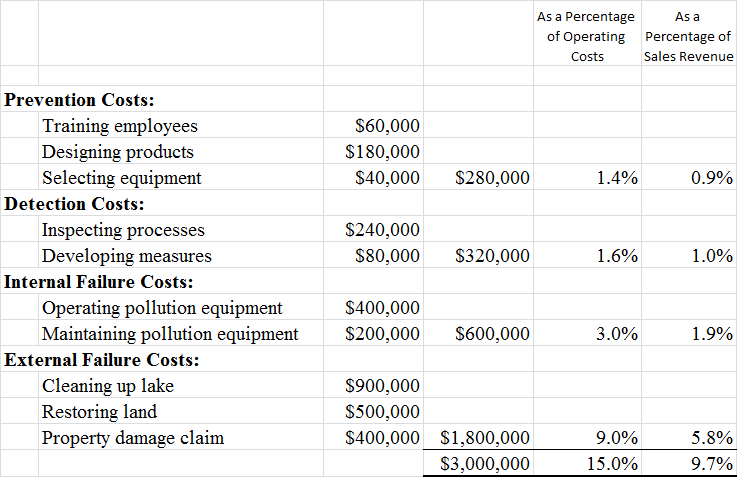 As a Percentage of Operating Costs As a Percentage of Sales Revenue
Prevention Costs:
Training employees $60,000
Designing products $180,000
Selecting equipment $40,000 $280,000 1.4% 0.9%
Detection Costs:
Inspecting processes $240,000
Developing measures $80,000 $320,000 1.6% 1.0%
Internal Failure Costs:
Operating pollution equipment $400,000
Maintaining pollution equipment $200,000 $600,000 3.0% 1.9%
External Failure Costs:
Cleaning up lake $900,000
Restoring land $500,000
Property damage claim $400,000 $1,800,000 9.0% 5.8%
$3,000,000 15.0% 9.7%